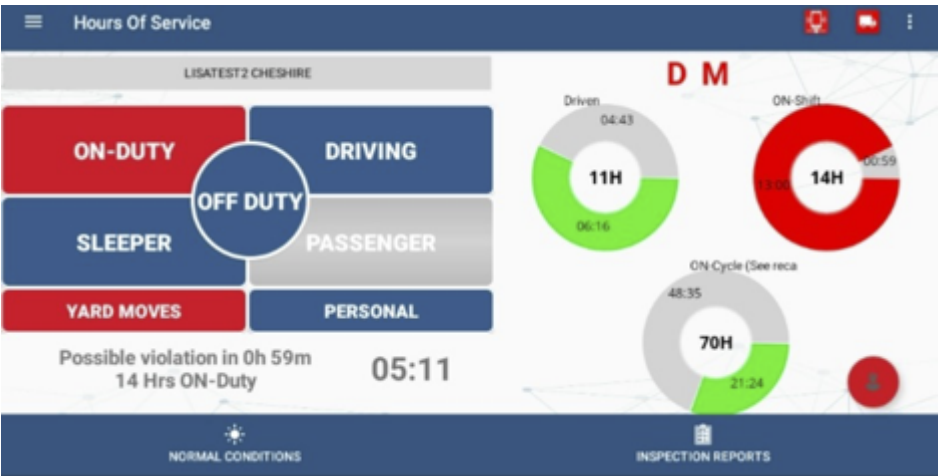 Hours Of Service
LISATEST2 CHESHIRE
ON-DUTY
DRIVING
OFF DUTY
SLEEPER
PASSENGER
YARD MOVES
PERSONAL
Possible violation in 0h 59m
14 Hrs ON-Duty
05:11
D M
Driven
04:43
11H
06:16
ON-Shift
00:59
13:00
14H
ON-Cycle (See reca
48:35
70H
21:24
NORMAL CONDITIONS
INSPECTION REPORTS